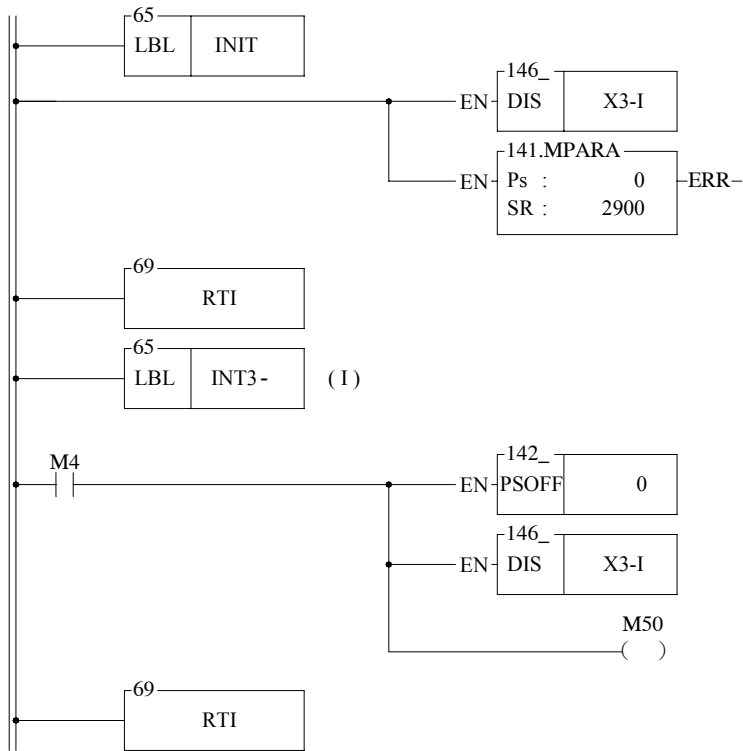 65
LBL INIT
146_
EN DIS X3-I
141.MPARA
EN Ps : 0 ERR
SR : 2900
69
RTI
65
LBL INT3- ( I )
M4
142_
EN PSOFF 0
146_
EN DIS X3-I
M50
( )
69
RTI